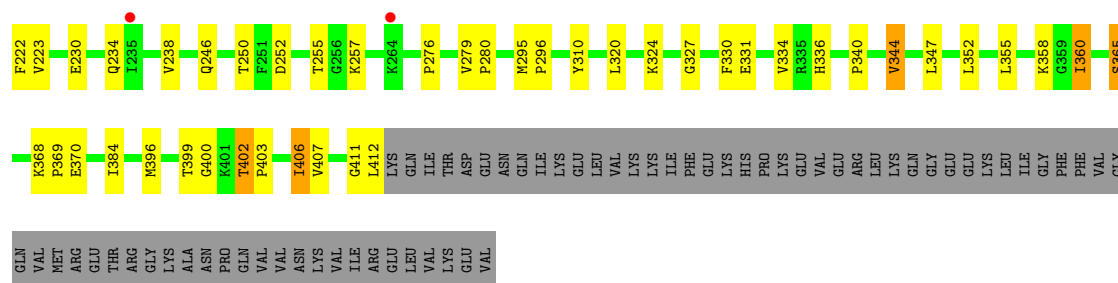 F222 V223 E230 Q234 I235 V238 Q246 T250 F251 D252 T255 G256 K257 K264 P276 V279 P280 M295 P296 Y310 L320 K324 G327 F330 E331 V334 R335 H336 P340 V344 L347 L352 L355 K358 G359 I360 S365
K368 P369 E370 I384 M396 T399 G400 K401 T402 P403 I406 V407 G411 L412 LYS GLN ILE THR ASP GLU ASN GLN ILE LYS GLU LEU VAL LYS LYS ILE PHE GLU LYS HIS PRO LYS GLU VAL GLU ARG LEU LYS GLN GLY GLU GLU LYS LEU ILE GLY PHE PHE VAL GLY
GLN VAL MET ARG GLU THR ARG GLY LYS ALA ASN PRO GLN VAL VAL ASN LYS VAL ILE ARG GLU LEU VAL LYS GLU VAL